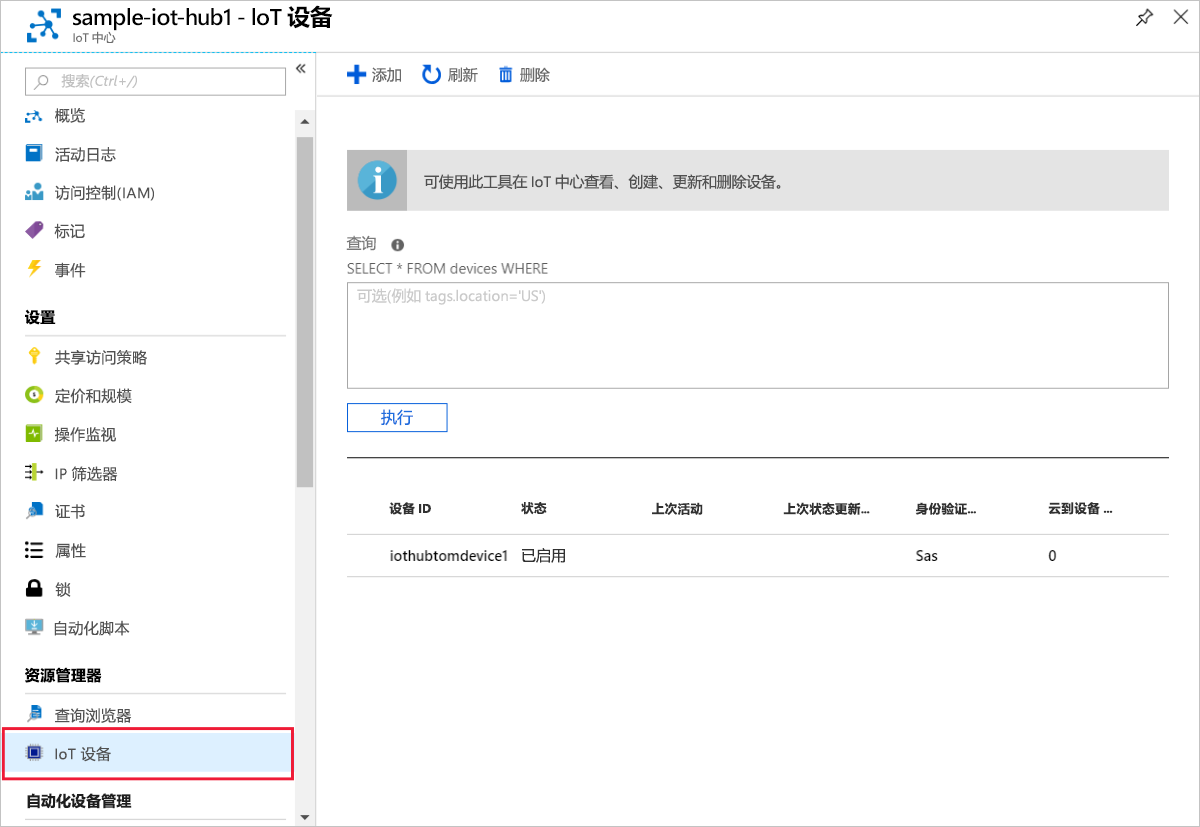 sample-iot-hub1 - IoT 设备
IoT 中心
搜索(Ctrl+/)
概览
活动日志
访问控制(IAM)
标记
事件
设置
共享访问策略
定价和规模
操作监视
IP 筛选器
证书
属性
锁
自动化脚本
资源管理器
查询浏览器
IoT 设备
自动化设备管理
添加 刷新 删除
可使用此工具在 IoT 中心查看、创建、更新和删除设备。
查询
SELECT * FROM devices WHERE
可选(例如 tags.location='US')
执行
设备 ID 状态 上次活动 上次状态更新... 身份验证... 云到设备 ...
iothubtomdevice1 已启用 Sas 0